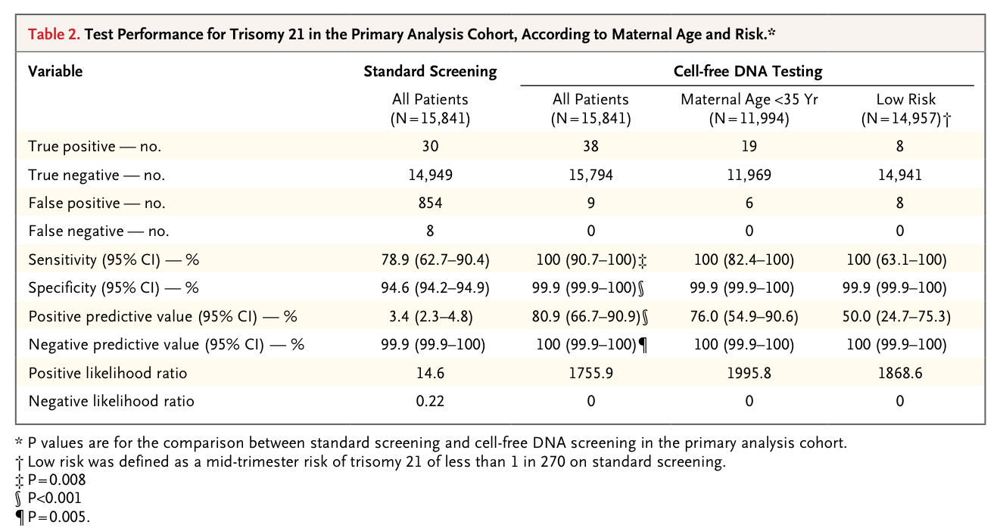 Table 2. Test Performance for Trisomy 21 in the Primary Analysis Cohort, According to Maternal Age and Risk.*
Variable Standard Screening Cell-free DNA Testing
All Patients (N=15,841) All Patients (N=15,841) Maternal Age <35 Yr (N=11,994) Low Risk (N=14,957)†
True positive — no. 30 38 19 8
True negative — no. 14,949 15,794 11,969 14,941
False positive — no. 854 9 6 8
False negative — no. 8 0 0 0
Sensitivity (95% CI) — % 78.9 (62.7–90.4) 100 (90.7–100)‡ 100 (82.4–100) 100 (63.1–100)
Specificity (95% CI) — % 94.6 (94.2–94.9) 99.9 (99.9–100)§ 99.9 (99.9–100) 99.9 (99.9–100)
Positive predictive value (95% CI) — % 3.4 (2.3–4.8) 80.9 (66.7–90.9)§ 76.0 (54.9–90.6) 50.0 (24.7–75.3)
Negative predictive value (95% CI) — % 99.9 (99.9–100) 100 (99.9–100)¶ 100 (99.9–100) 100 (99.9–100)
Positive likelihood ratio 14.6 1755.9 1995.8 1868.6
Negative likelihood ratio 0.22 0 0 0
* P values are for the comparison between standard screening and cell-free DNA screening in the primary analysis cohort.
† Low risk was defined as a mid-trimester risk of trisomy 21 of less than 1 in 270 on standard screening.
‡ P=0.008
§ P<0.001
¶ P=0.005.